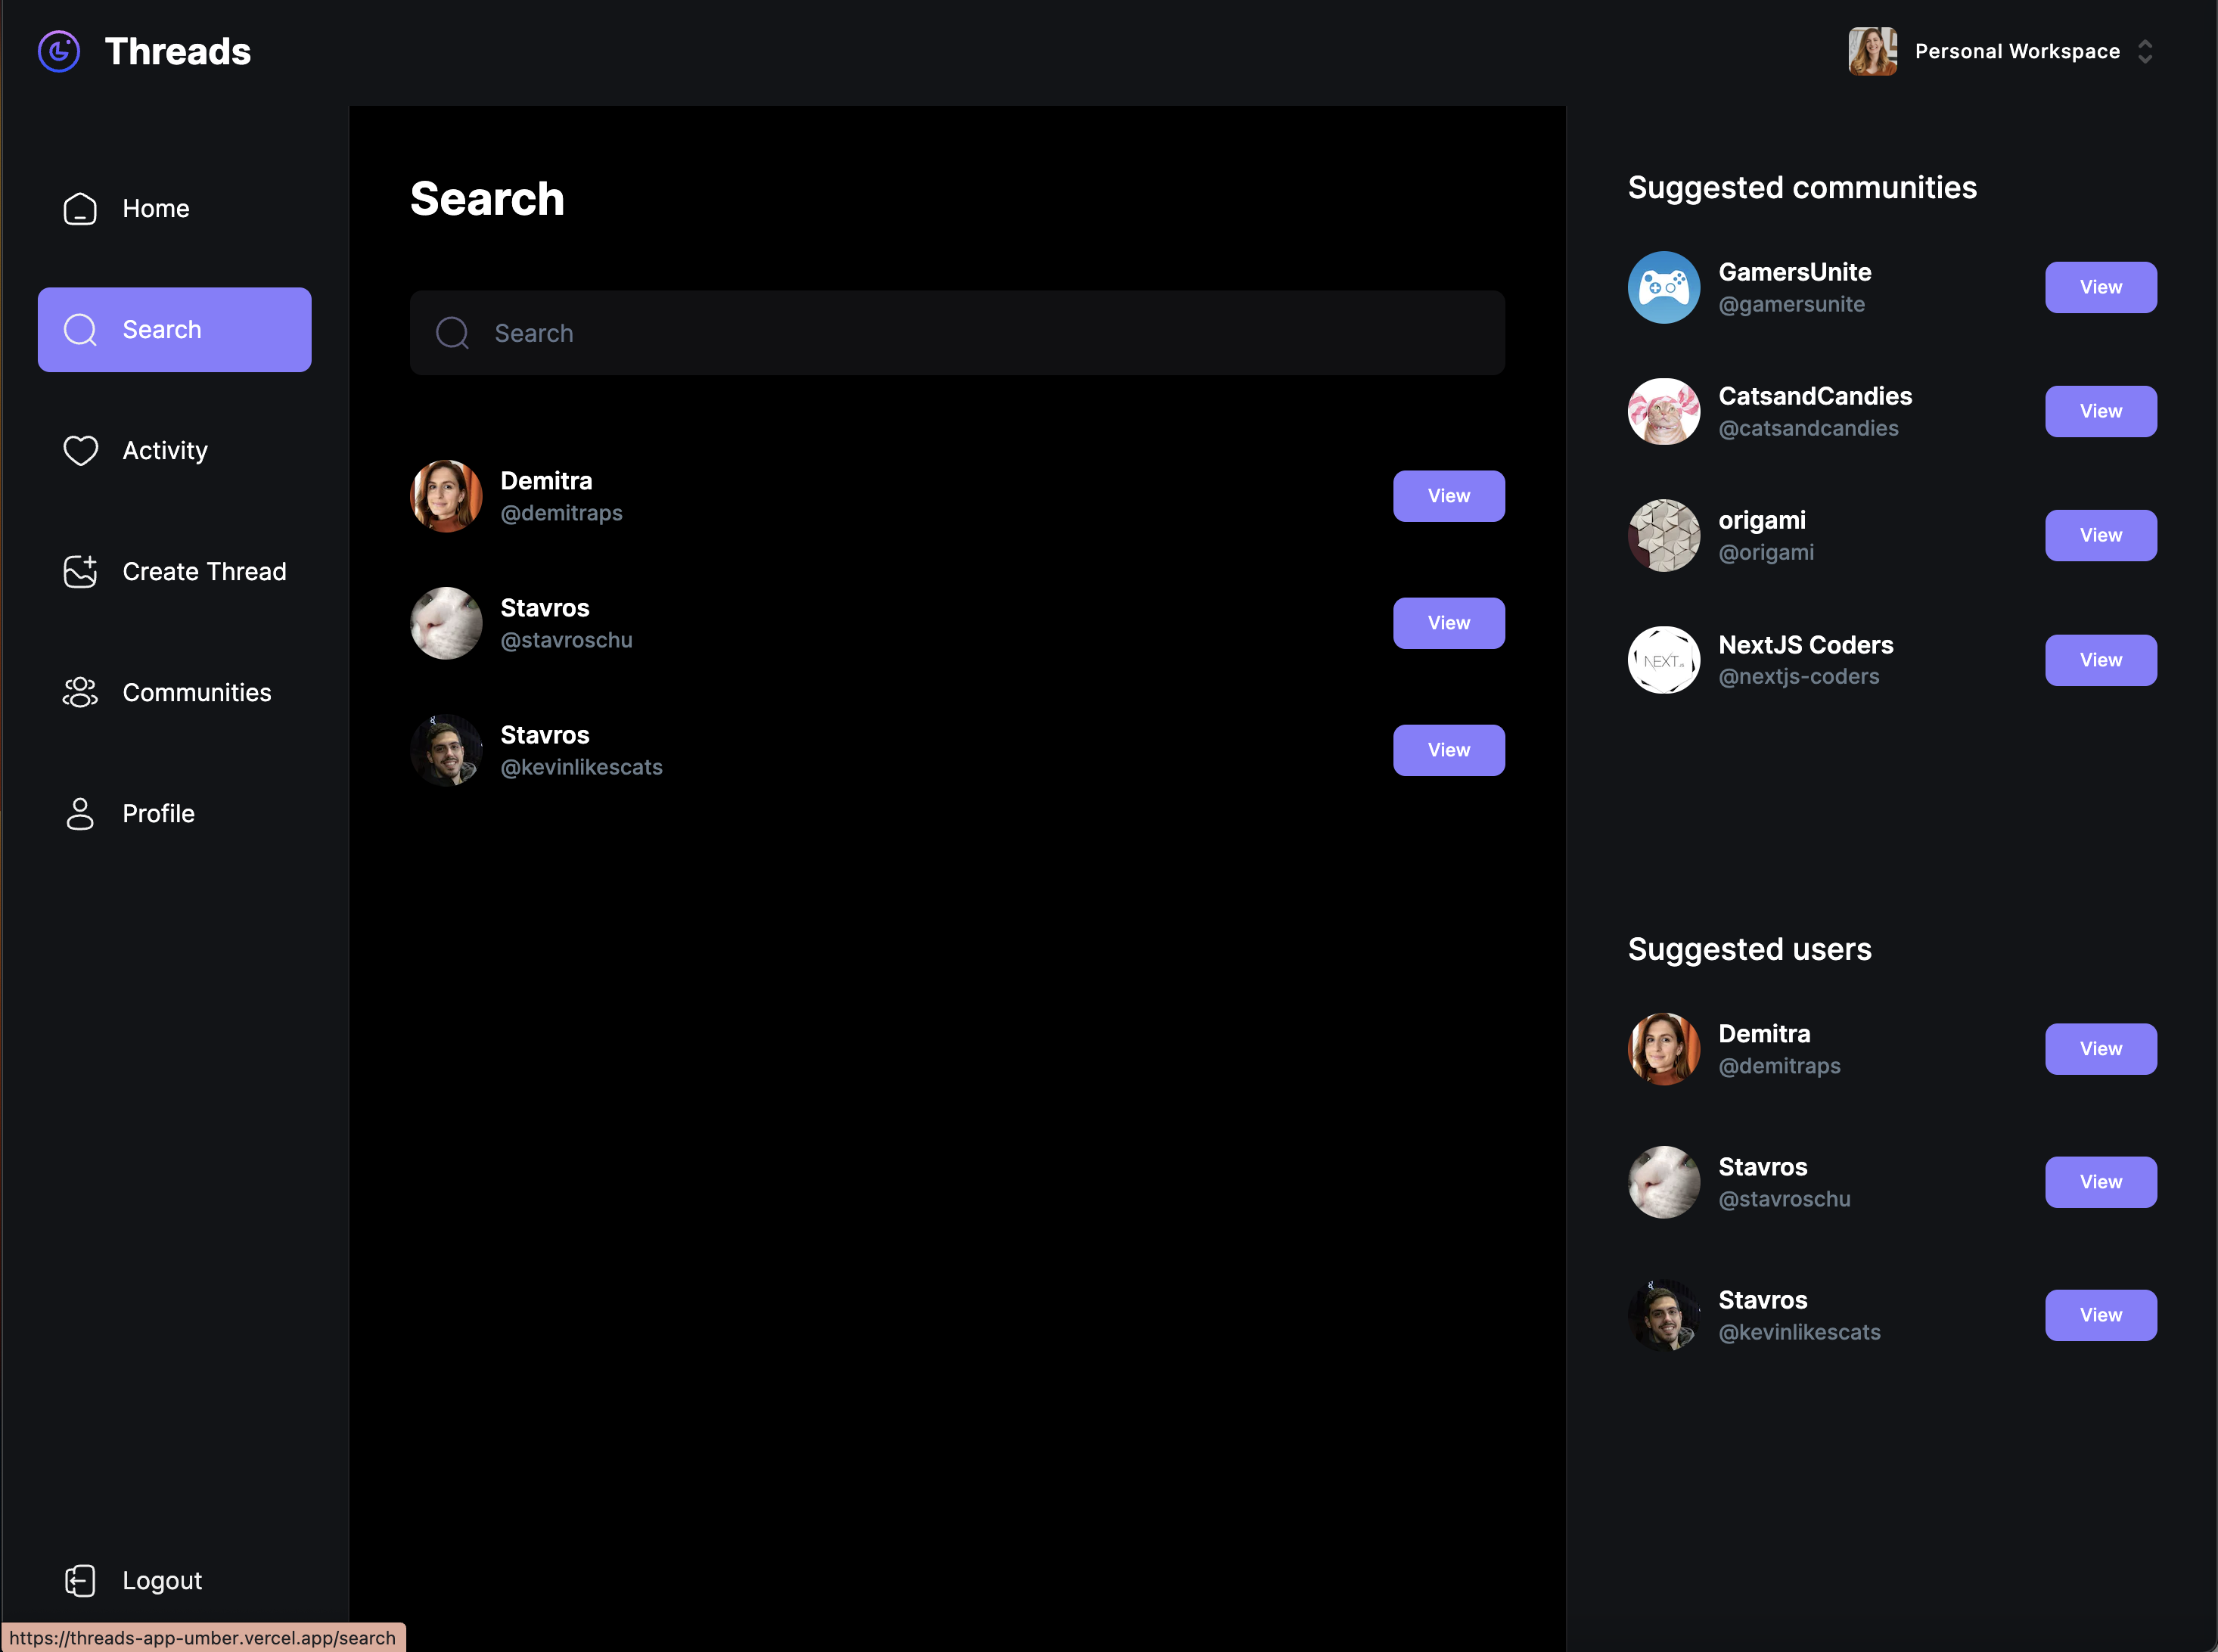 Threads
Personal Workspace
Home
Search
Activity
Create Thread
Communities
Profile
Logout
Search
Search
Demitra
@demitraps
View
Stavros
@stavroschu
View
Stavros
@kevinlikescats
View
Suggested communities
GamersUnite
@gamersunite
View
CatsandCandies
@catsandcandies
View
origami
@origami
View
NEXT.JS
NextJS Coders
@nextjs-coders
View
Suggested users
Demitra
@demitraps
View
Stavros
@stavroschu
View
Stavros
@kevinlikescats
View
https://threads-app-umber.vercel.app/search